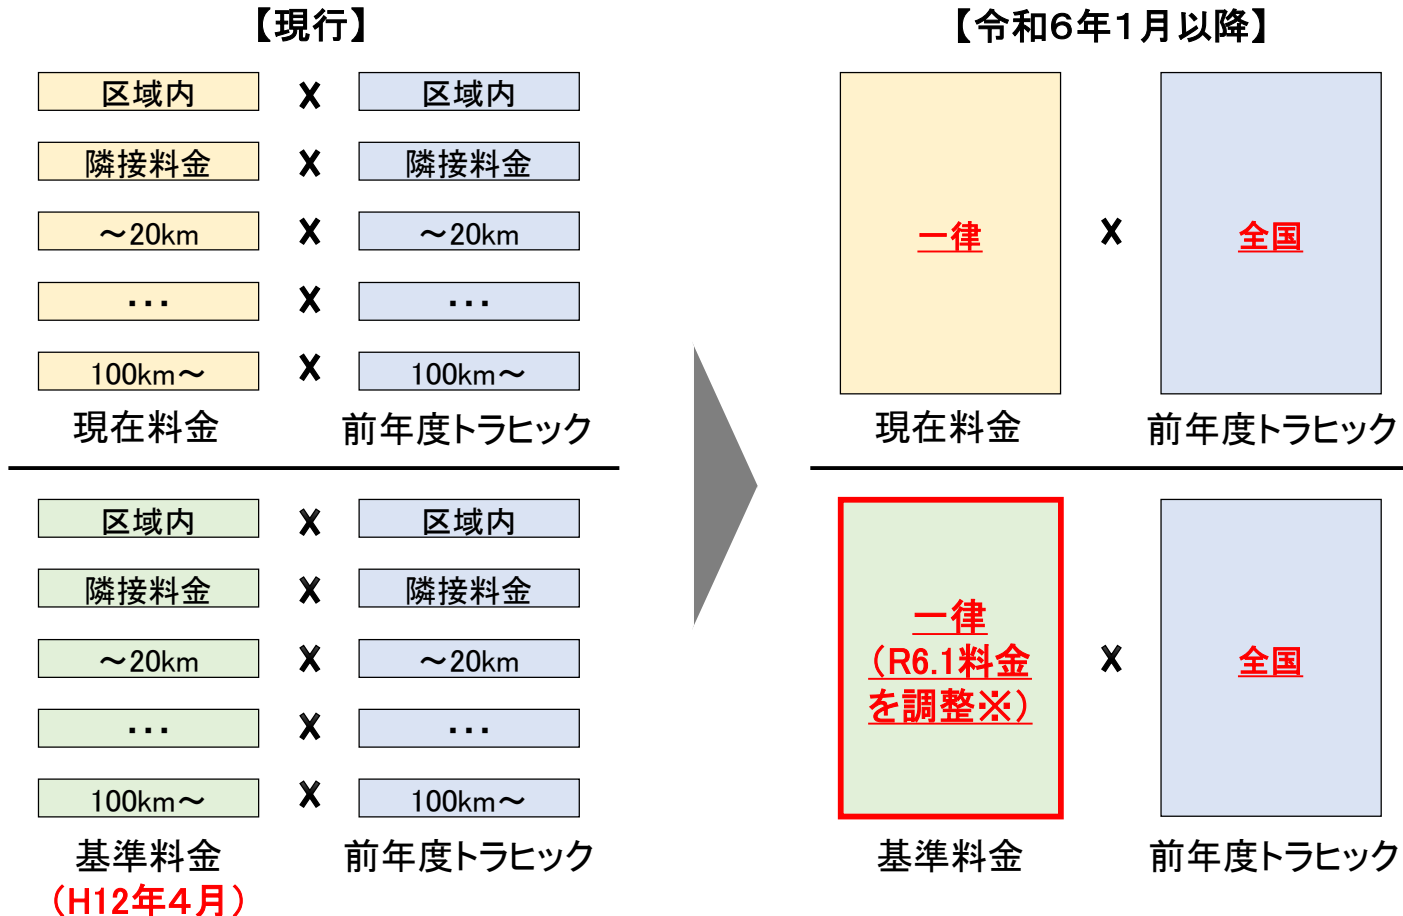 【現行】
区域内 × 区域内
隣接料金 × 隣接料金
～20km × ～20km
・・・ × ・・・
100km～ × 100km～
現在料金 前年度トラヒック
区域内 × 区域内
隣接料金 × 隣接料金
～20km × ～20km
・・・ × ・・・
100km～ × 100km～
基準料金 前年度トラヒック
（H12年４月）
【令和６年１月以降】
一律 × 全国
現在料金 前年度トラヒック
一律
（R6.1料金
を調整※）
× 全国
基準料金 前年度トラヒック